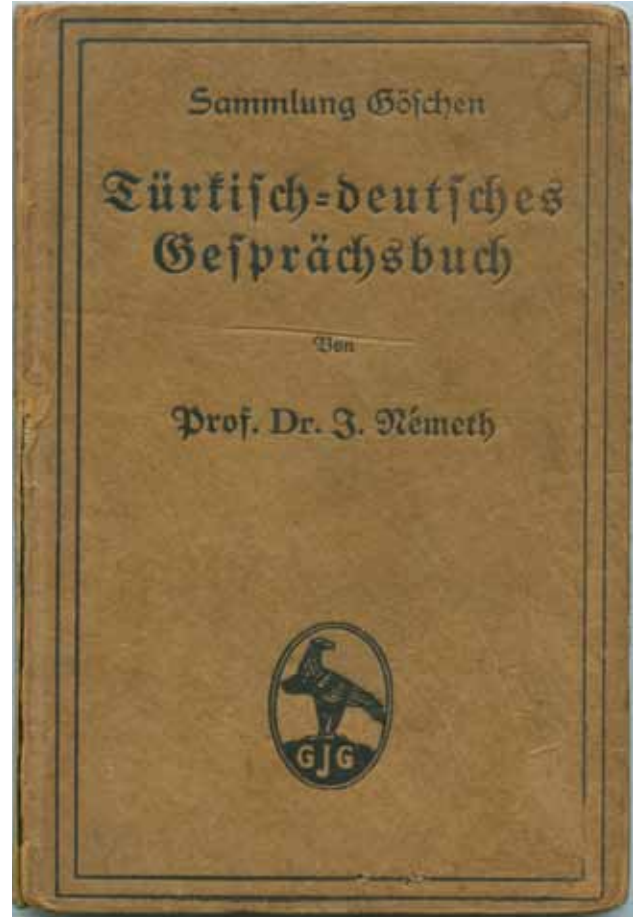 Sammlung Göschen
Türkisch=deutsches
Gesprächsbuch
Von
Prof. Dr. J. Németh
GJG